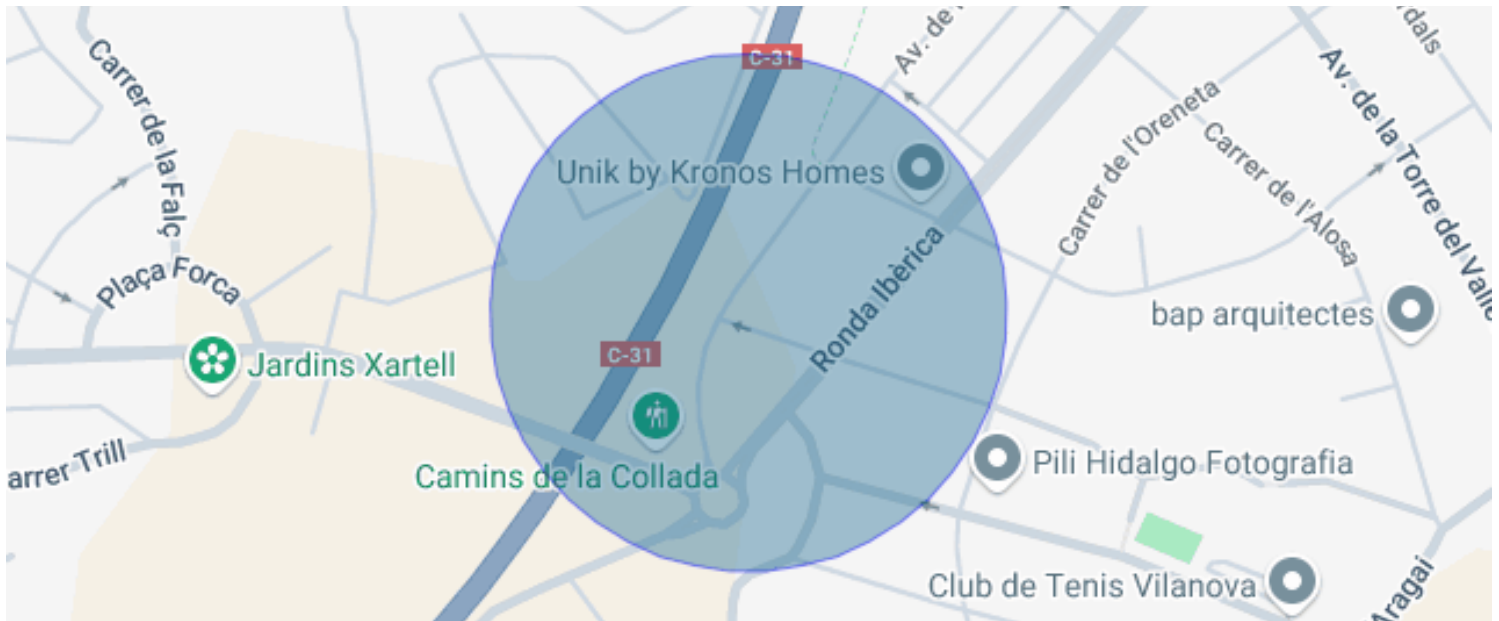 C-31
Av. de
dals
Carrer de la Falç
Av. de la Torre del Valle
Carrer de l'Oreneta
Carrer de l'Alosa
Unik by Kronos Homes
Plaça Forca
Ronda Ibèrica
bap arquitectes
C-31
Jardins Xartell
arrer Trill
Camins de la Collada
Pili Hidalgo Fotografia
Club de Tenis Vilanova
Aragai